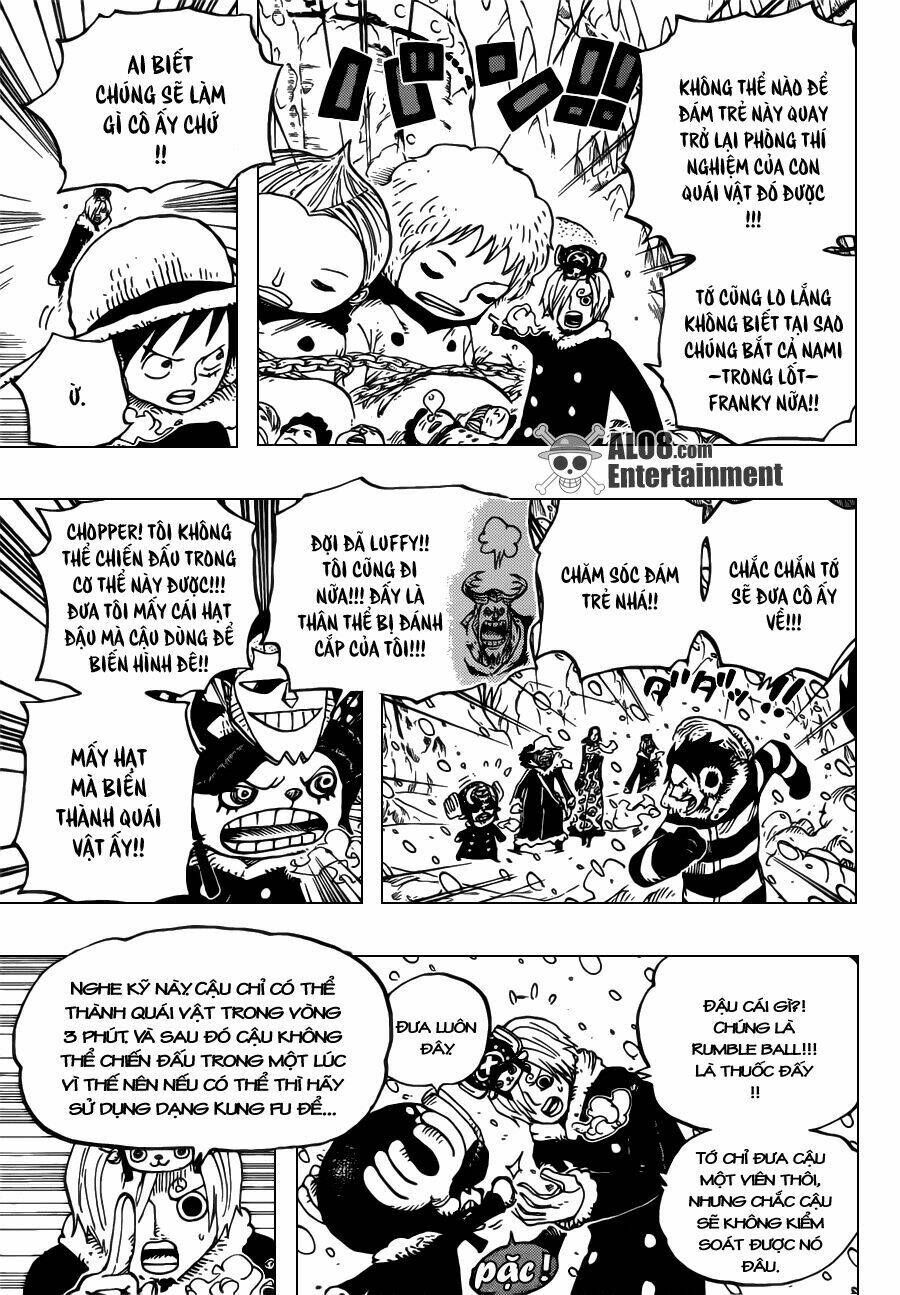 KHÔNG THỂ NÀO ĐỂ
ĐÁM TRẺ NÀY QUAY
TRỞ LẠI PHÒNG THÍ
NGHIỆM CỦA CON
QUÁI VẬT ĐÓ ĐƯỢC
!!!
TỚ CŨNG LO LẮNG
KHÔNG BIẾT TẠI SAO
CHÚNG BẮT CẢ NAMI
-TRONG LỐT-
FRANKY NỮA!!
バァーン!!
AI BIẾT
CHÚNG SẼ LÀM
GÌ CÔ ẤY CHỨ
!!
Ừ.
ALO8.com
Entertainment
CHẮC CHẮN TỚ
SẼ ĐƯA CÔ ẤY
VỀ!!!
CHĂM SÓC ĐÁM
TRẺ NHÁ!!
ĐỢI ĐÃ LUFFY!!
TÔI CŨNG ĐI
NỮA!!! ĐẤY LÀ
THÂN THỂ BỊ ĐÁNH
CẮP CỦA TÔI!!!
ダダッ!!
CHOPPER! TÔI KHÔNG
THỂ CHIẾN ĐẤU TRONG
CƠ THỂ NÀY ĐƯỢC!!!
ĐƯA TÔI MẤY CÁI HẠT
ĐẬU MÀ CẬU DÙNG ĐỂ
BIẾN HÌNH ĐÊ!!
MẤY HẠT
MÀ BIẾN
THÀNH QUÁI
VẬT ẤY!!
ĐẬU CÁI GÌ?!
CHÚNG LÀ
RUMBLE BALL!!!
LÀ THUỐC ĐẤY
!!
TỚ CHỈ ĐƯA CẬU
MỘT VIÊN THÔI,
NHƯNG CHẮC CẬU
SẼ KHÔNG KIỂM
SOÁT ĐƯỢC NÓ
ĐÂU.
ĐƯA LUÔN
ĐÂY.
PẶC!
NGHE KỸ NÀY. CẬU CHỈ CÓ THỂ
THÀNH QUÁI VẬT TRONG VÒNG
3 PHÚT, VÀ SAU ĐÓ CẬU KHÔNG
THỂ CHIẾN ĐẤU TRONG MỘT LÚC
VÌ THẾ NÊN NẾU CÓ THỂ THÌ HÃY
SỬ DỤNG DẠNG KUNG FU ĐỂ...